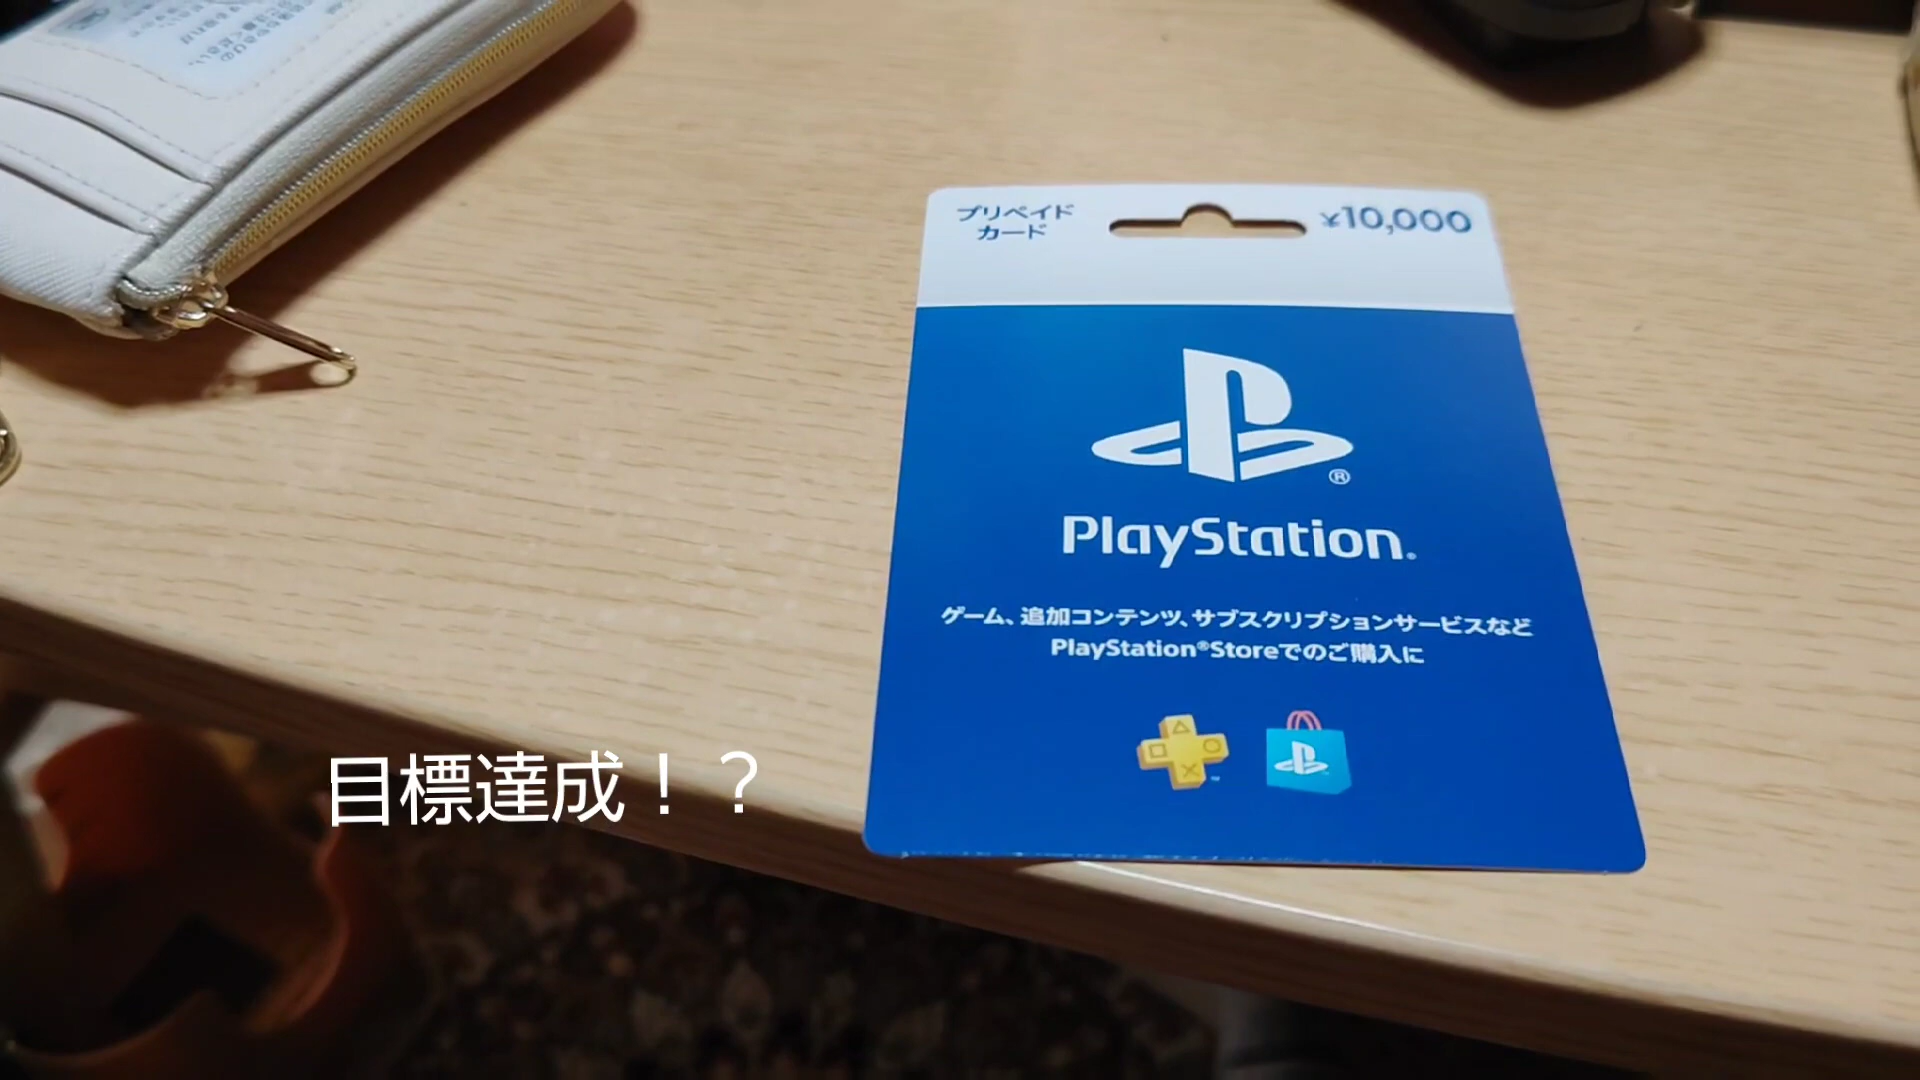 プリペイド
カード
¥10,000
PlayStation®
ゲーム、追加コンテンツ、サブスクリプションサービスなど
PlayStation®Storeでのご購入に
目標達成！？